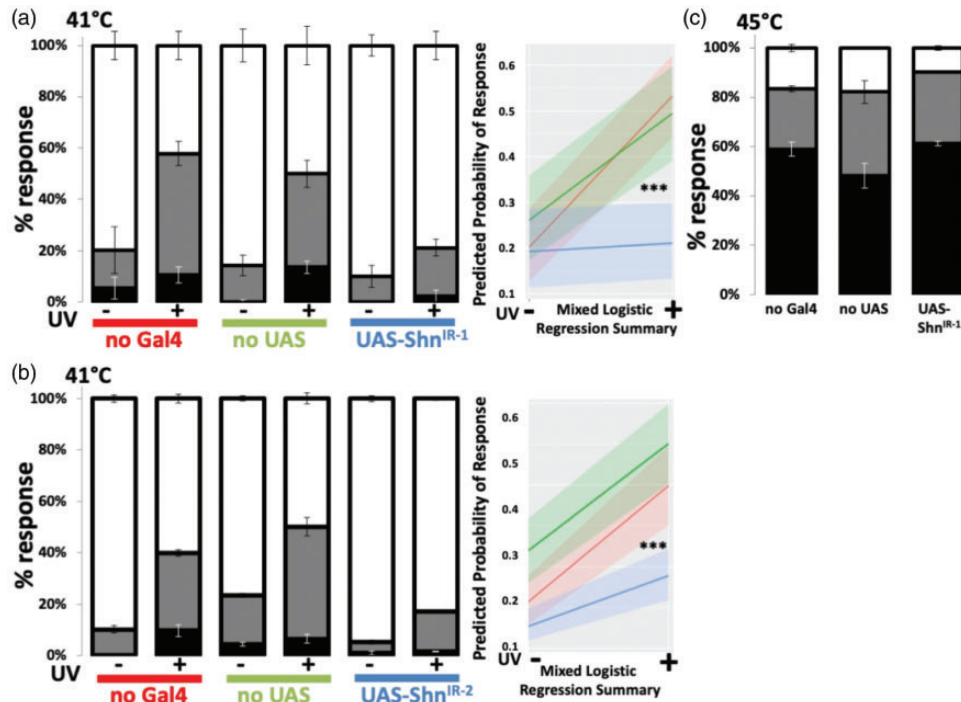 (a) 41°C
100%
80%
60%
40%
20%
0%
% response
UV - + - + - +
no Gal4 no UAS UAS-Shn^IR-1
Predicted Probability of Response
0.6
0.5
0.4
0.3
0.2
0.1
***
- Mixed Logistic +
Regression Summary
(c) 45°C
100%
80%
60%
40%
20%
0%
% response
no Gal4 no UAS UAS-
Shn^IR-1
(b) 41°C
100%
80%
60%
40%
20%
0%
% response
UV - + - + - +
no Gal4 no UAS UAS-Shn^IR-2
Predicted Probability of Response
0.6
0.5
0.4
0.3
0.2
0.1
***
- +
Mixed Logistic
Regression Summary